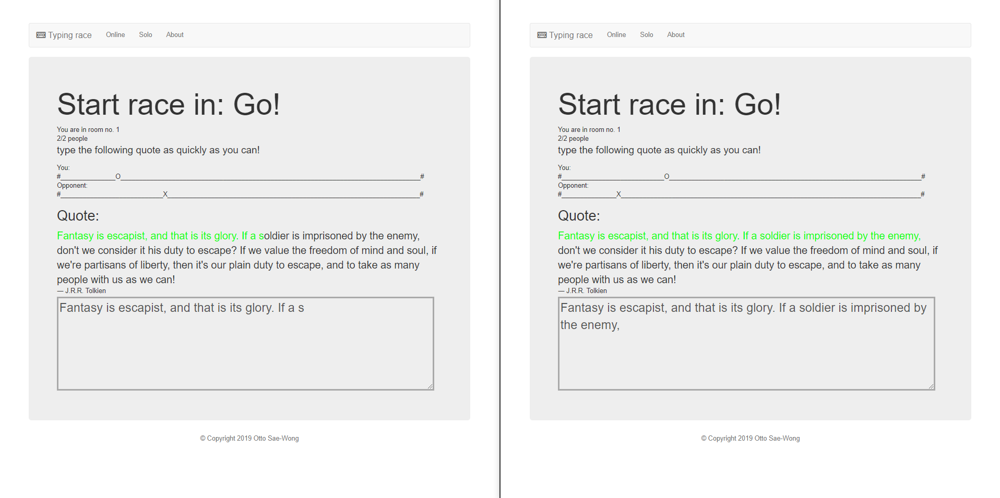 Typing race Online Solo About
Start race in: Go!
You are in room no. 1
2/2 people
type the following quote as quickly as you can!
You:
#_______________O__________________________________________________________________________________#
Opponent:
#____________________________X_____________________________________________________________________#
Quote:
Fantasy is escapist, and that is its glory. If a soldier is imprisoned by the enemy,
don't we consider it his duty to escape? If we value the freedom of mind and soul, if
we're partisans of liberty, then it's our plain duty to escape, and to take as many
people with us as we can!
— J.R.R. Tolkien
Fantasy is escapist, and that is its glory. If a s
© Copyright 2019 Otto Sae-Wong
Typing race Online Solo About
Start race in: Go!
You are in room no. 1
2/2 people
type the following quote as quickly as you can!
You:
#____________________________O_____________________________________________________________________#
Opponent:
#_______________X__________________________________________________________________________________#
Quote:
Fantasy is escapist, and that is its glory. If a soldier is imprisoned by the enemy,
don't we consider it his duty to escape? If we value the freedom of mind and soul, if
we're partisans of liberty, then it's our plain duty to escape, and to take as many
people with us as we can!
— J.R.R. Tolkien
Fantasy is escapist, and that is its glory. If a soldier is imprisoned by
the enemy,
© Copyright 2019 Otto Sae-Wong